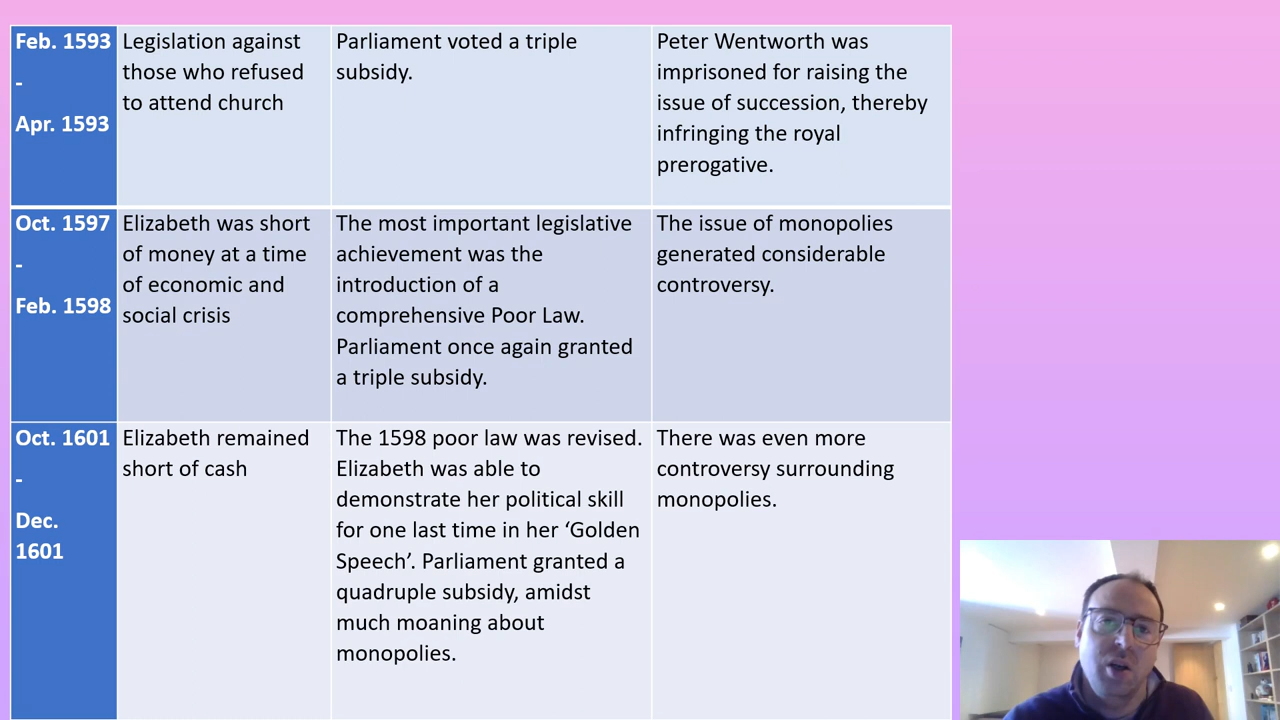 Feb. 1593
-
Apr. 1593
Legislation against
those who refused
to attend church
Parliament voted a triple
subsidy.
Peter Wentworth was
imprisoned for raising the
issue of succession, thereby
infringing the royal
prerogative.
Oct. 1597
-
Feb. 1598
Elizabeth was short
of money at a time
of economic and
social crisis
The most important legislative
achievement was the
introduction of a
comprehensive Poor Law.
Parliament once again granted
a triple subsidy.
The issue of monopolies
generated considerable
controversy.
Oct. 1601
-
Dec.
1601
Elizabeth remained
short of cash
The 1598 poor law was revised.
Elizabeth was able to
demonstrate her political skill
for one last time in her ‘Golden
Speech’. Parliament granted a
quadruple subsidy, amidst
much moaning about
monopolies.
There was even more
controversy surrounding
monopolies.